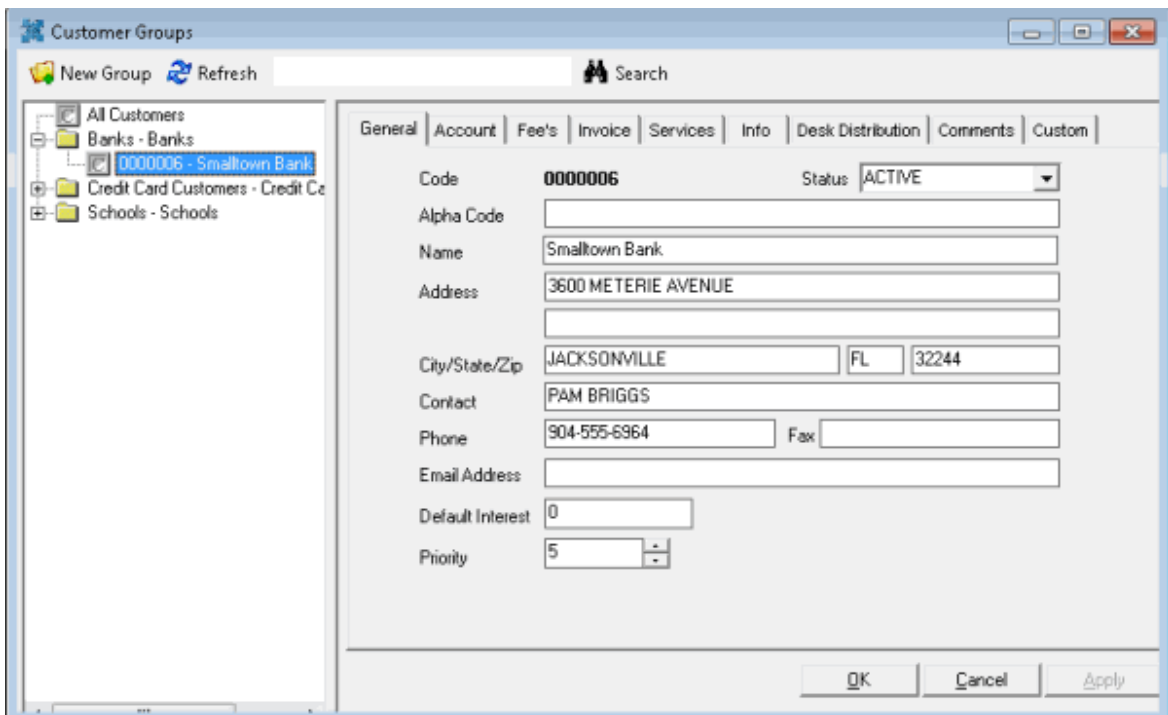 Customer Groups
New Group Refresh Search
All Customers
Banks - Banks
0000006 - Smalltown Bank
Credit Card Customers - Credit Ca
Schools - Schools
General Account Fee's Invoice Services Info Desk Distribution Comments Custom
Code 0000006 Status ACTIVE
Alpha Code
Name Smalltown Bank
Address 3600 METERIE AVENUE
City/State/Zip JACKSONVILLE FL 32244
Contact PAM BRIGGS
Phone 904-555-6964 Fax
Email Address
Default Interest 0
Priority 5
OK Cancel Apply